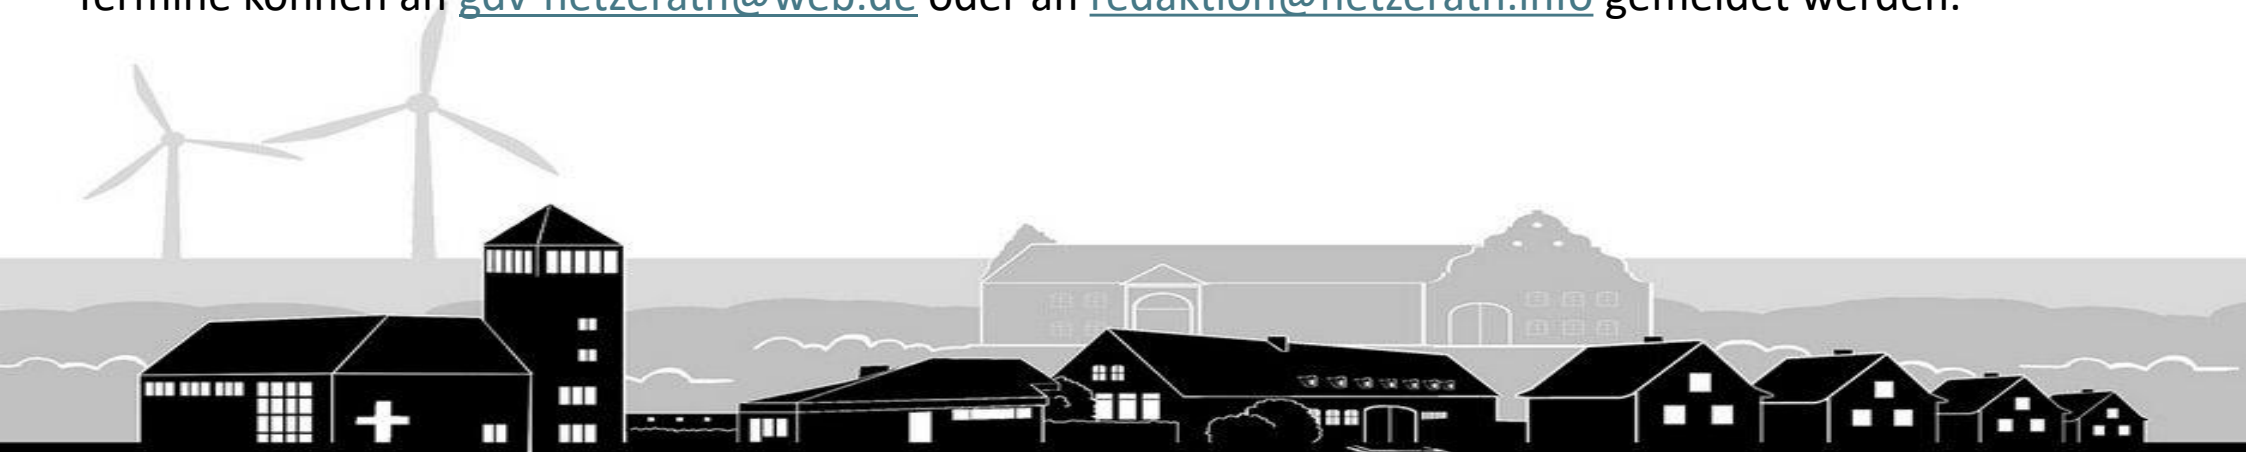 Termine können an gdv-hetzerath@web.de oder an redaktion@hetzerath.info gemeldet werden.